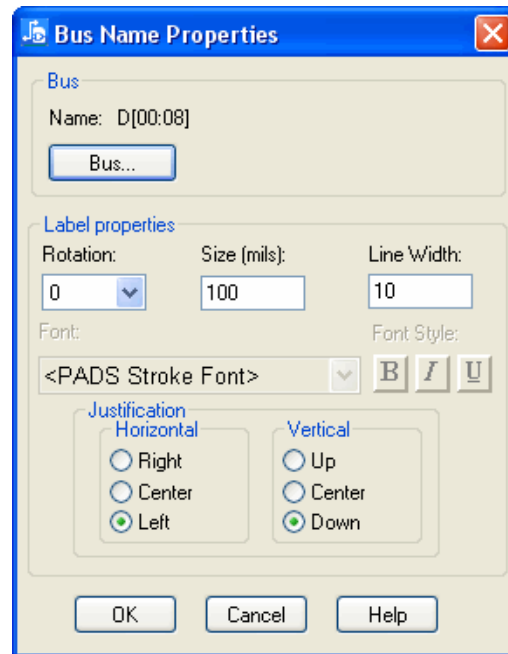 Bus Name Properties
Bus
Name: D[00:08]
Bus...
Label properties
Rotation: Size (mils): Line Width:
0 100 10
Font: Font Style:
<PADS Stroke Font> B I U
Justification
Horizontal Vertical
Right Up
Center Center
Left Down
OK Cancel Help